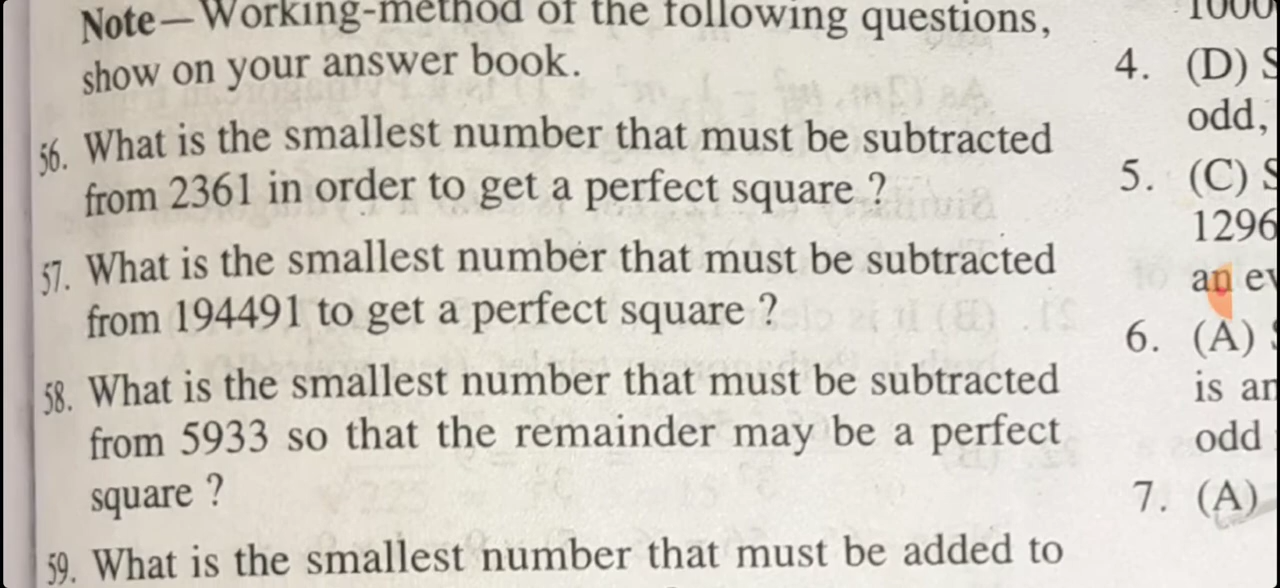 Note—Working-method of the following questions,
show on your answer book.
56. What is the smallest number that must be subtracted
from 2361 in order to get a perfect square ?
57. What is the smallest number that must be subtracted
from 194491 to get a perfect square ?
58. What is the smallest number that must be subtracted
from 5933 so that the remainder may be a perfect
square ?
59. What is the smallest number that must be added to
1000
4. (D) S
odd,
5. (C) S
1296
an ev
6. (A)
is an
odd
7. (A)